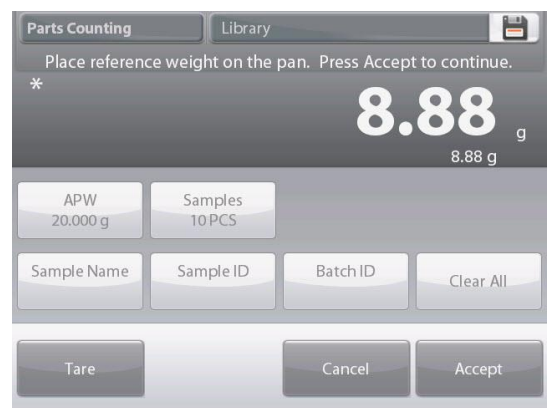 Parts Counting Library
Place reference weight on the pan. Press Accept to continue.
*
8.88 g
8.88 g
APW Samples
20.000 g 10 PCS
Sample Name Sample ID Batch ID Clear All
Tare Cancel Accept